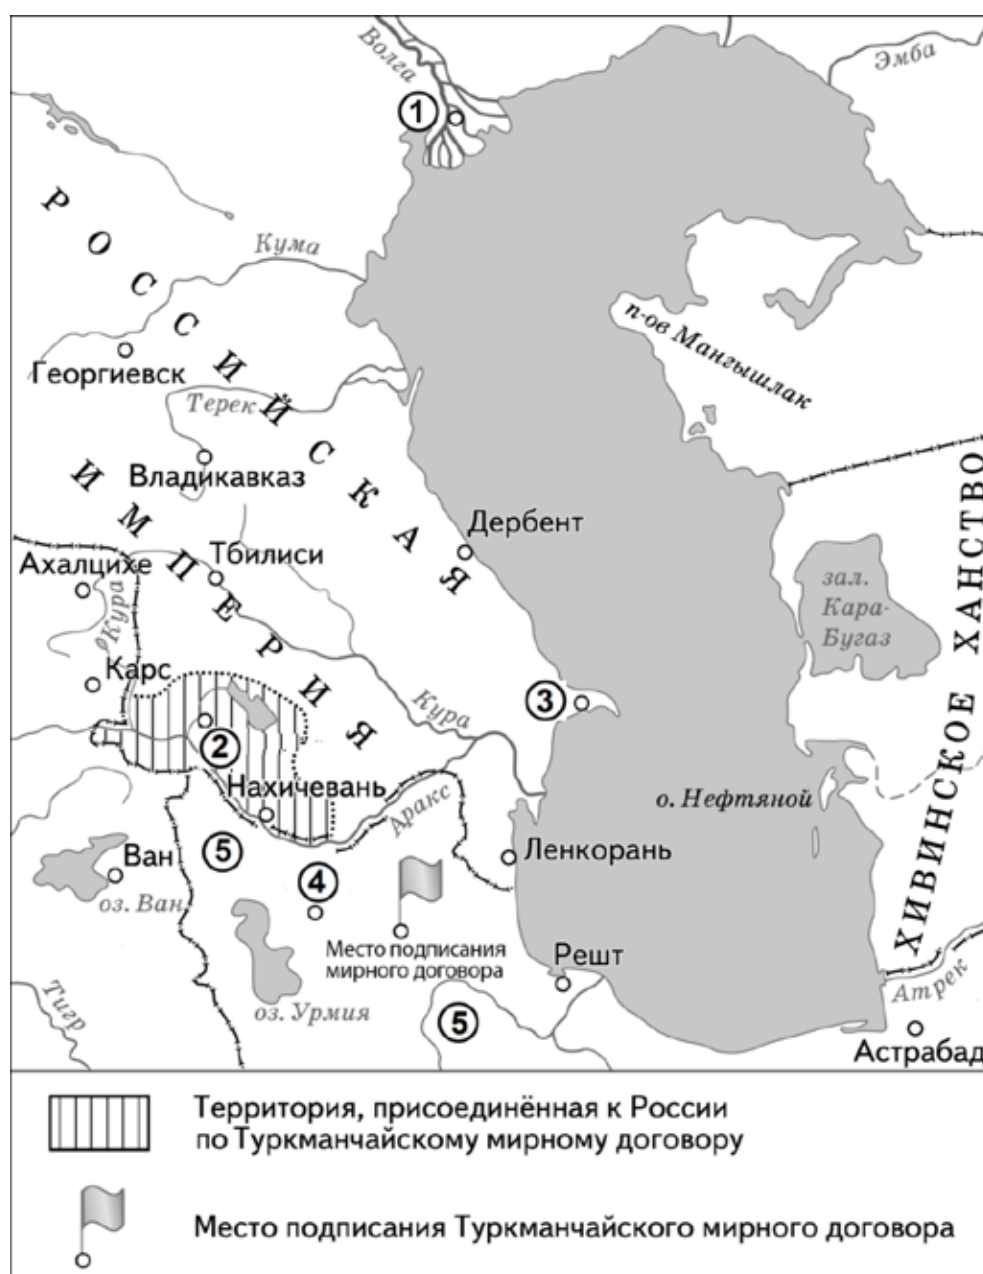 Волга
Эмба
1
РОССИЙСКАЯ
ИМПЕРИЯ
Кума
п-ов Мангышлак
Георгиевск
Терек
Владикавказ
Дербент
Ахалцихе
Тбилиси
Кура
зал.
Кара-
Бугаз
ХИВИНСКОЕ ХАНСТВО
Карс
3
Кура
2
Нахичевань
Аракс
о. Нефтяной
5
Ван
оз. Ван
4
Ленкорань
Место подписания
мирного договора
Решт
Тигр
оз. Урмия
5
Атрек
Астрабад
Территория, присоединённая к России
по Туркманчайскому мирному договору
Место подписания Туркманчайского мирного договора